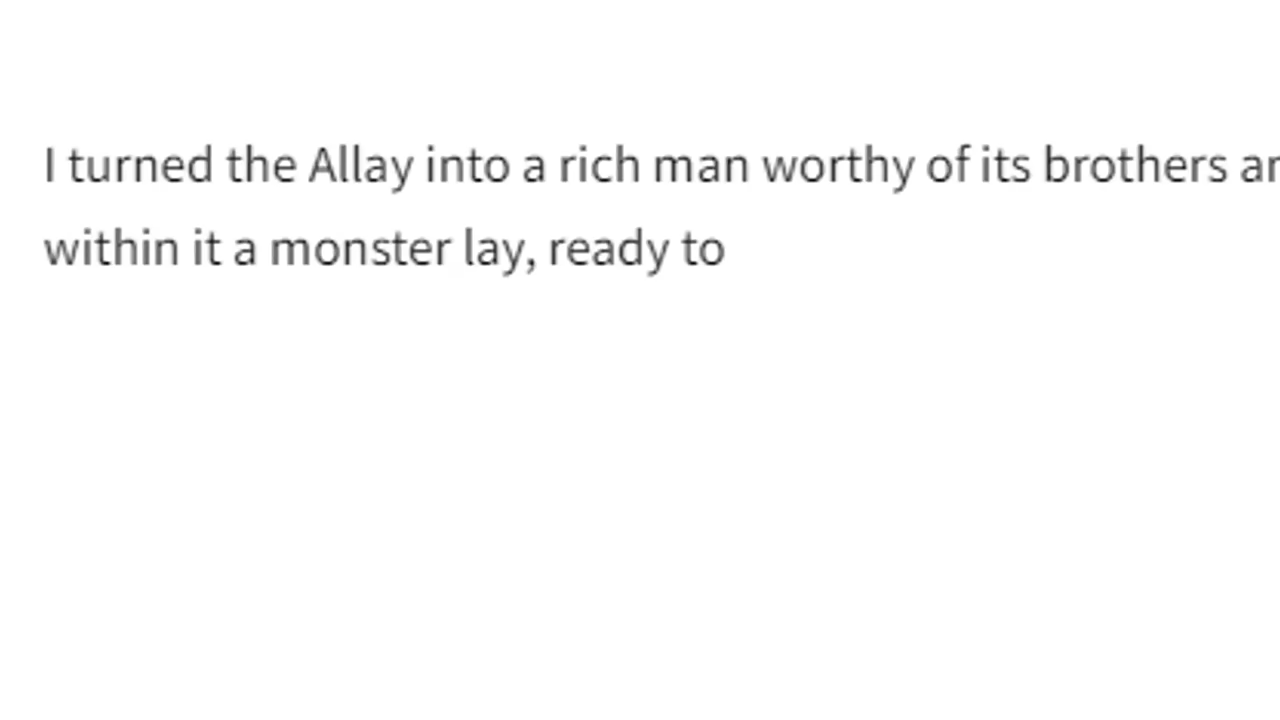 I turned the Allay into a rich man worthy of its brothers
within it a monster lay, ready to